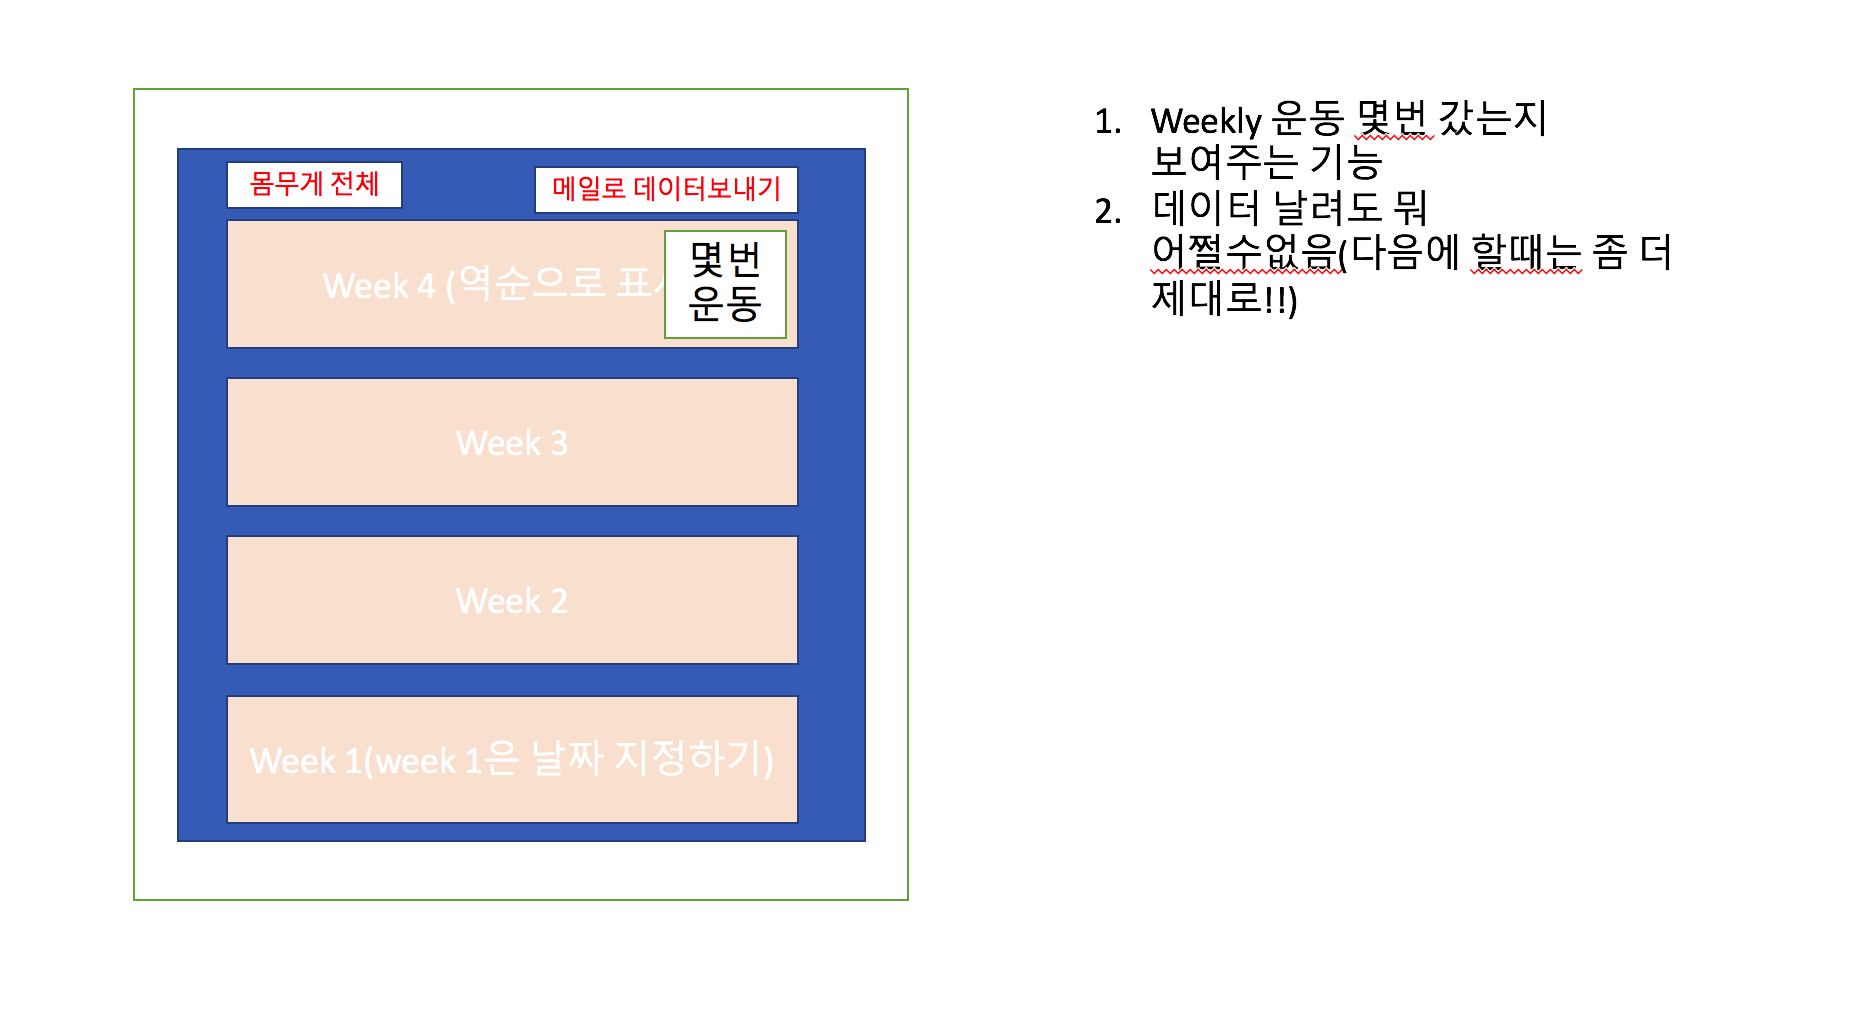 몸무게 전체
메일로 데이터보내기
Week 4 (역순으로
몇번
운동
Week 3
Week 2
Week 1(week 1은 날짜 지정하기)
1. Weekly 운동 몇번 갔는지
보여주는 기능
2. 데이터 날려도 뭐
어쩔수없음(다음에 할때는 좀 더
제대로!!)